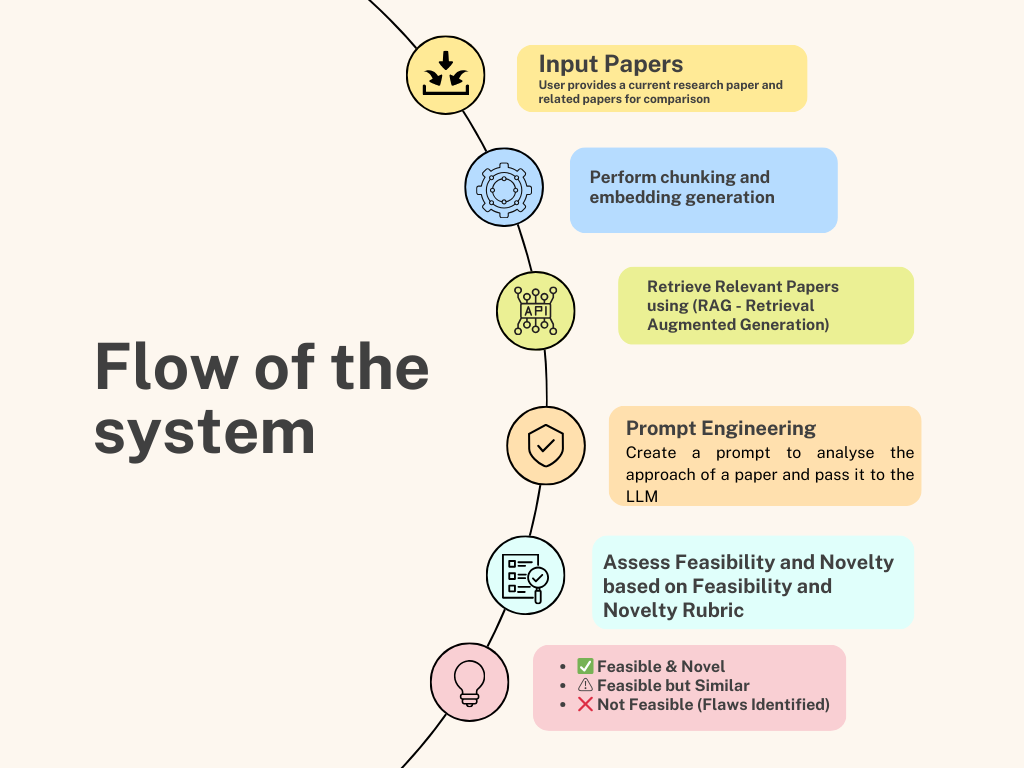 Flow of the
system
Input Papers
User provides a current research paper and
related papers for comparison
Perform chunking and
embedding generation
API
Retrieve Relevant Papers
using (RAG - Retrieval
Augmented Generation)
Prompt Engineering
Create a prompt to analyse the
approach of a paper and pass it to the
LLM
Assess Feasibility and Novelty
based on Feasibility and
Novelty Rubric
• ✅ Feasible & Novel
• ⚠ Feasible but Similar
• ❌ Not Feasible (Flaws Identified)